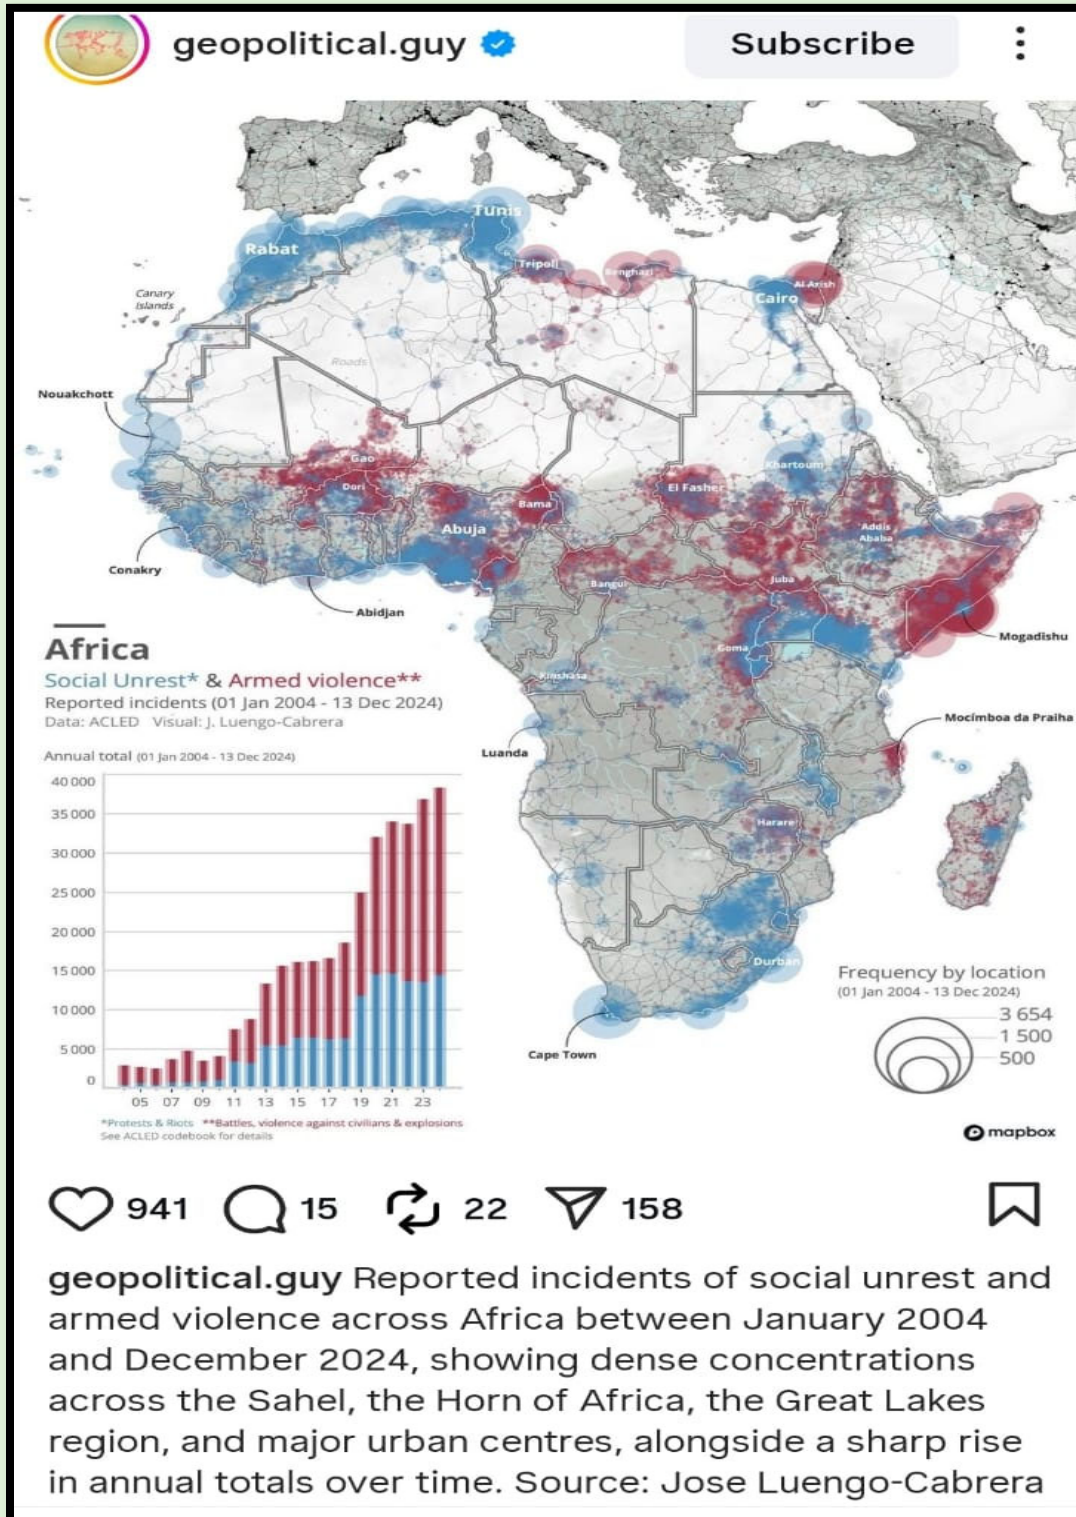 geopolitical.guy
Subscribe
Tunis
Rabat
Tripoli
Benghazi
Al Arish
Cairo
Canary
Islands
Roads
Nouakchott
Gao
Dori
Bama
Abuja
El Fasher
Khartoum
Addis
Ababa
Conakry
Abidjan
Bangui
Juba
Mogadishu
Goma
Kinshasa
Africa
Social Unrest* & Armed violence**
Reported incidents (01 Jan 2004 - 13 Dec 2024)
Data: ACLED Visual: J. Luengo-Cabrera
Mocímboa da Praiha
Luanda
Harare
Durban
Cape Town
Annual total (01 Jan 2004 - 13 Dec 2024)
40 000
35 000
30 000
25 000
20 000
15 000
10 000
5 000
0
05 07 09 11 13 15 17 19 21 23
*Protests & Riots **Battles, violence against civilians & explosions
See ACLED codebook for details
Frequency by location
(01 Jan 2004 - 13 Dec 2024)
3 654
1 500
500
mapbox
941 15 22 158
geopolitical.guy Reported incidents of social unrest and
armed violence across Africa between January 2004
and December 2024, showing dense concentrations
across the Sahel, the Horn of Africa, the Great Lakes
region, and major urban centres, alongside a sharp rise
in annual totals over time. Source: Jose Luengo-Cabrera